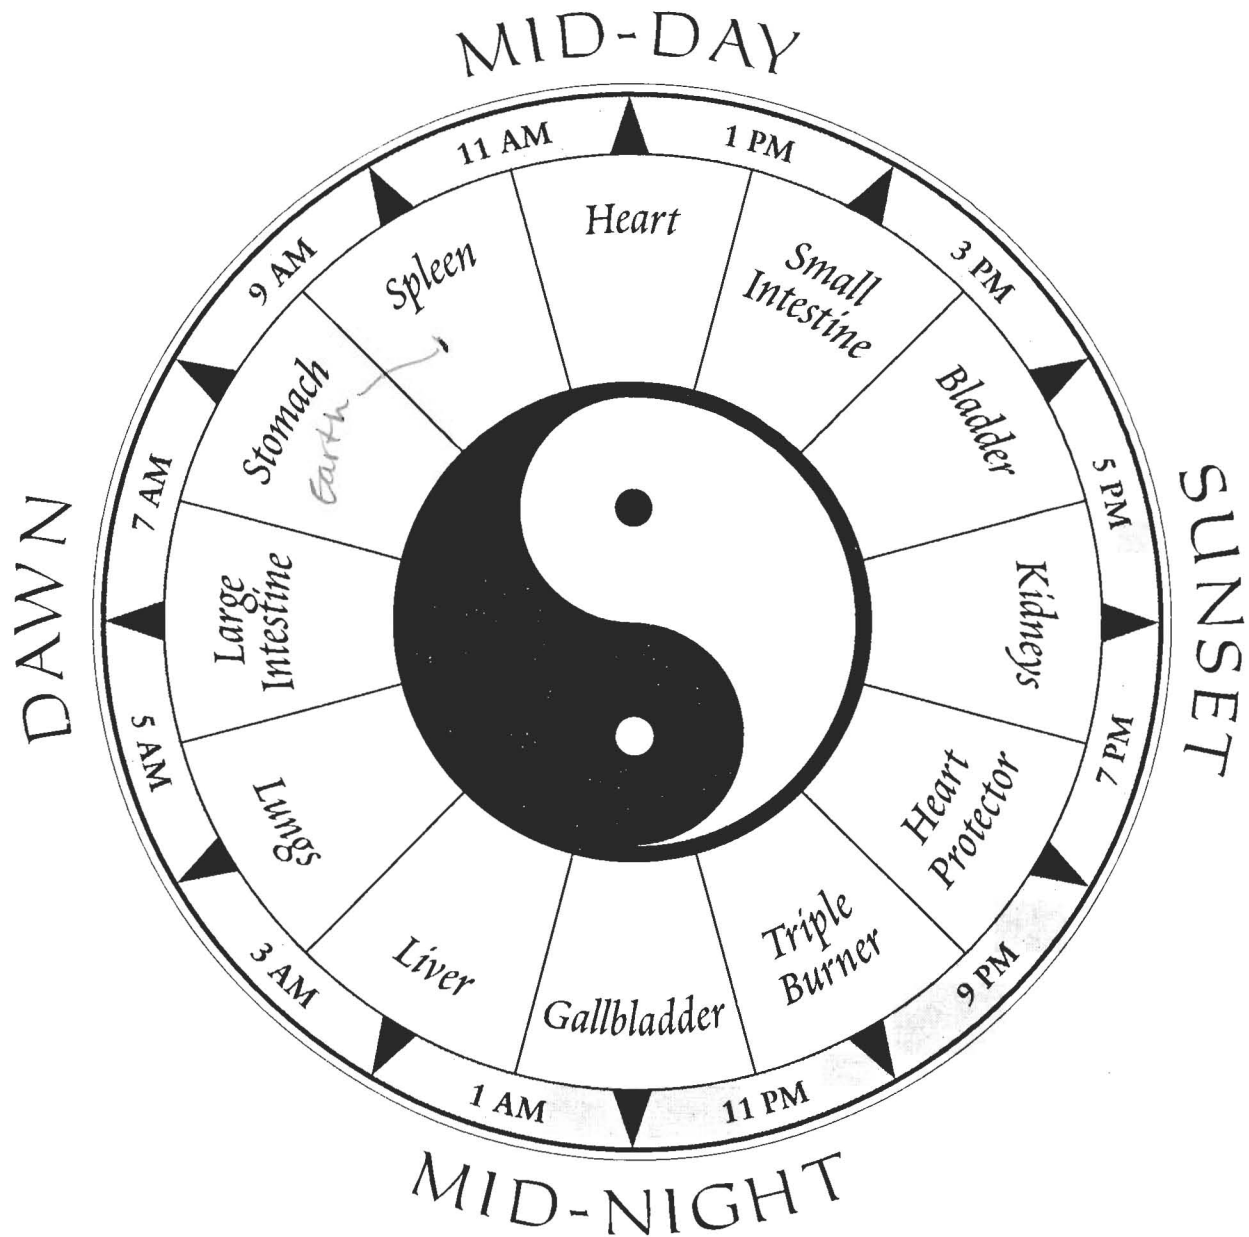 MID-DAY
11 AM
1 PM
9 AM
3 PM
7 AM
5 PM
5 AM
7 PM
3 AM
9 PM
1 AM
11 PM
Heart
Small
Intestine
Bladder
Kidneys
Heart
Protector
Triple
Burner
Gallbladder
Liver
Lungs
Large
Intestine
Stomach
Earth
Spleen
DAWN
SUNSET
MID-NIGHT